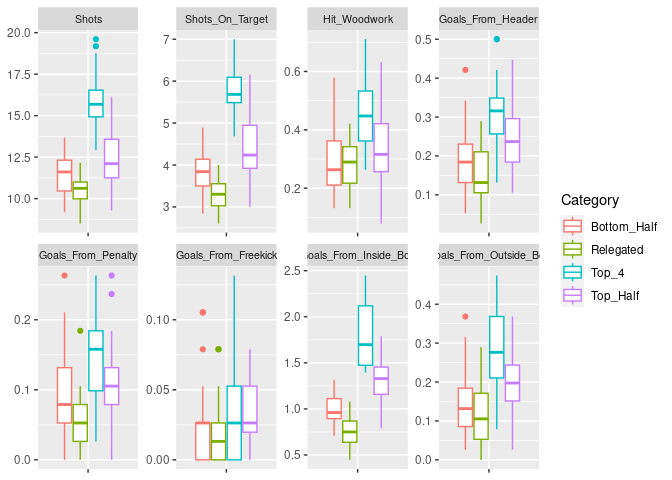 Shots
Shots_On_Target
Hit_Woodwork
Goals_From_Header
20.0
17.5
15.0
12.5
10.0
7
6
5
4
3
0.6
0.4
0.2
0.5
0.4
0.3
0.2
0.1
Goals_From_Penalty
Goals_From_Freekick
oals_From_Inside_Bo
oals_From_Outside_Bo
0.2
0.1
0.0
0.10
0.05
0.00
2.5
2.0
1.5
1.0
0.5
0.4
0.3
0.2
0.1
0.0
Category
Bottom_Half
Relegated
Top_4
Top_Half